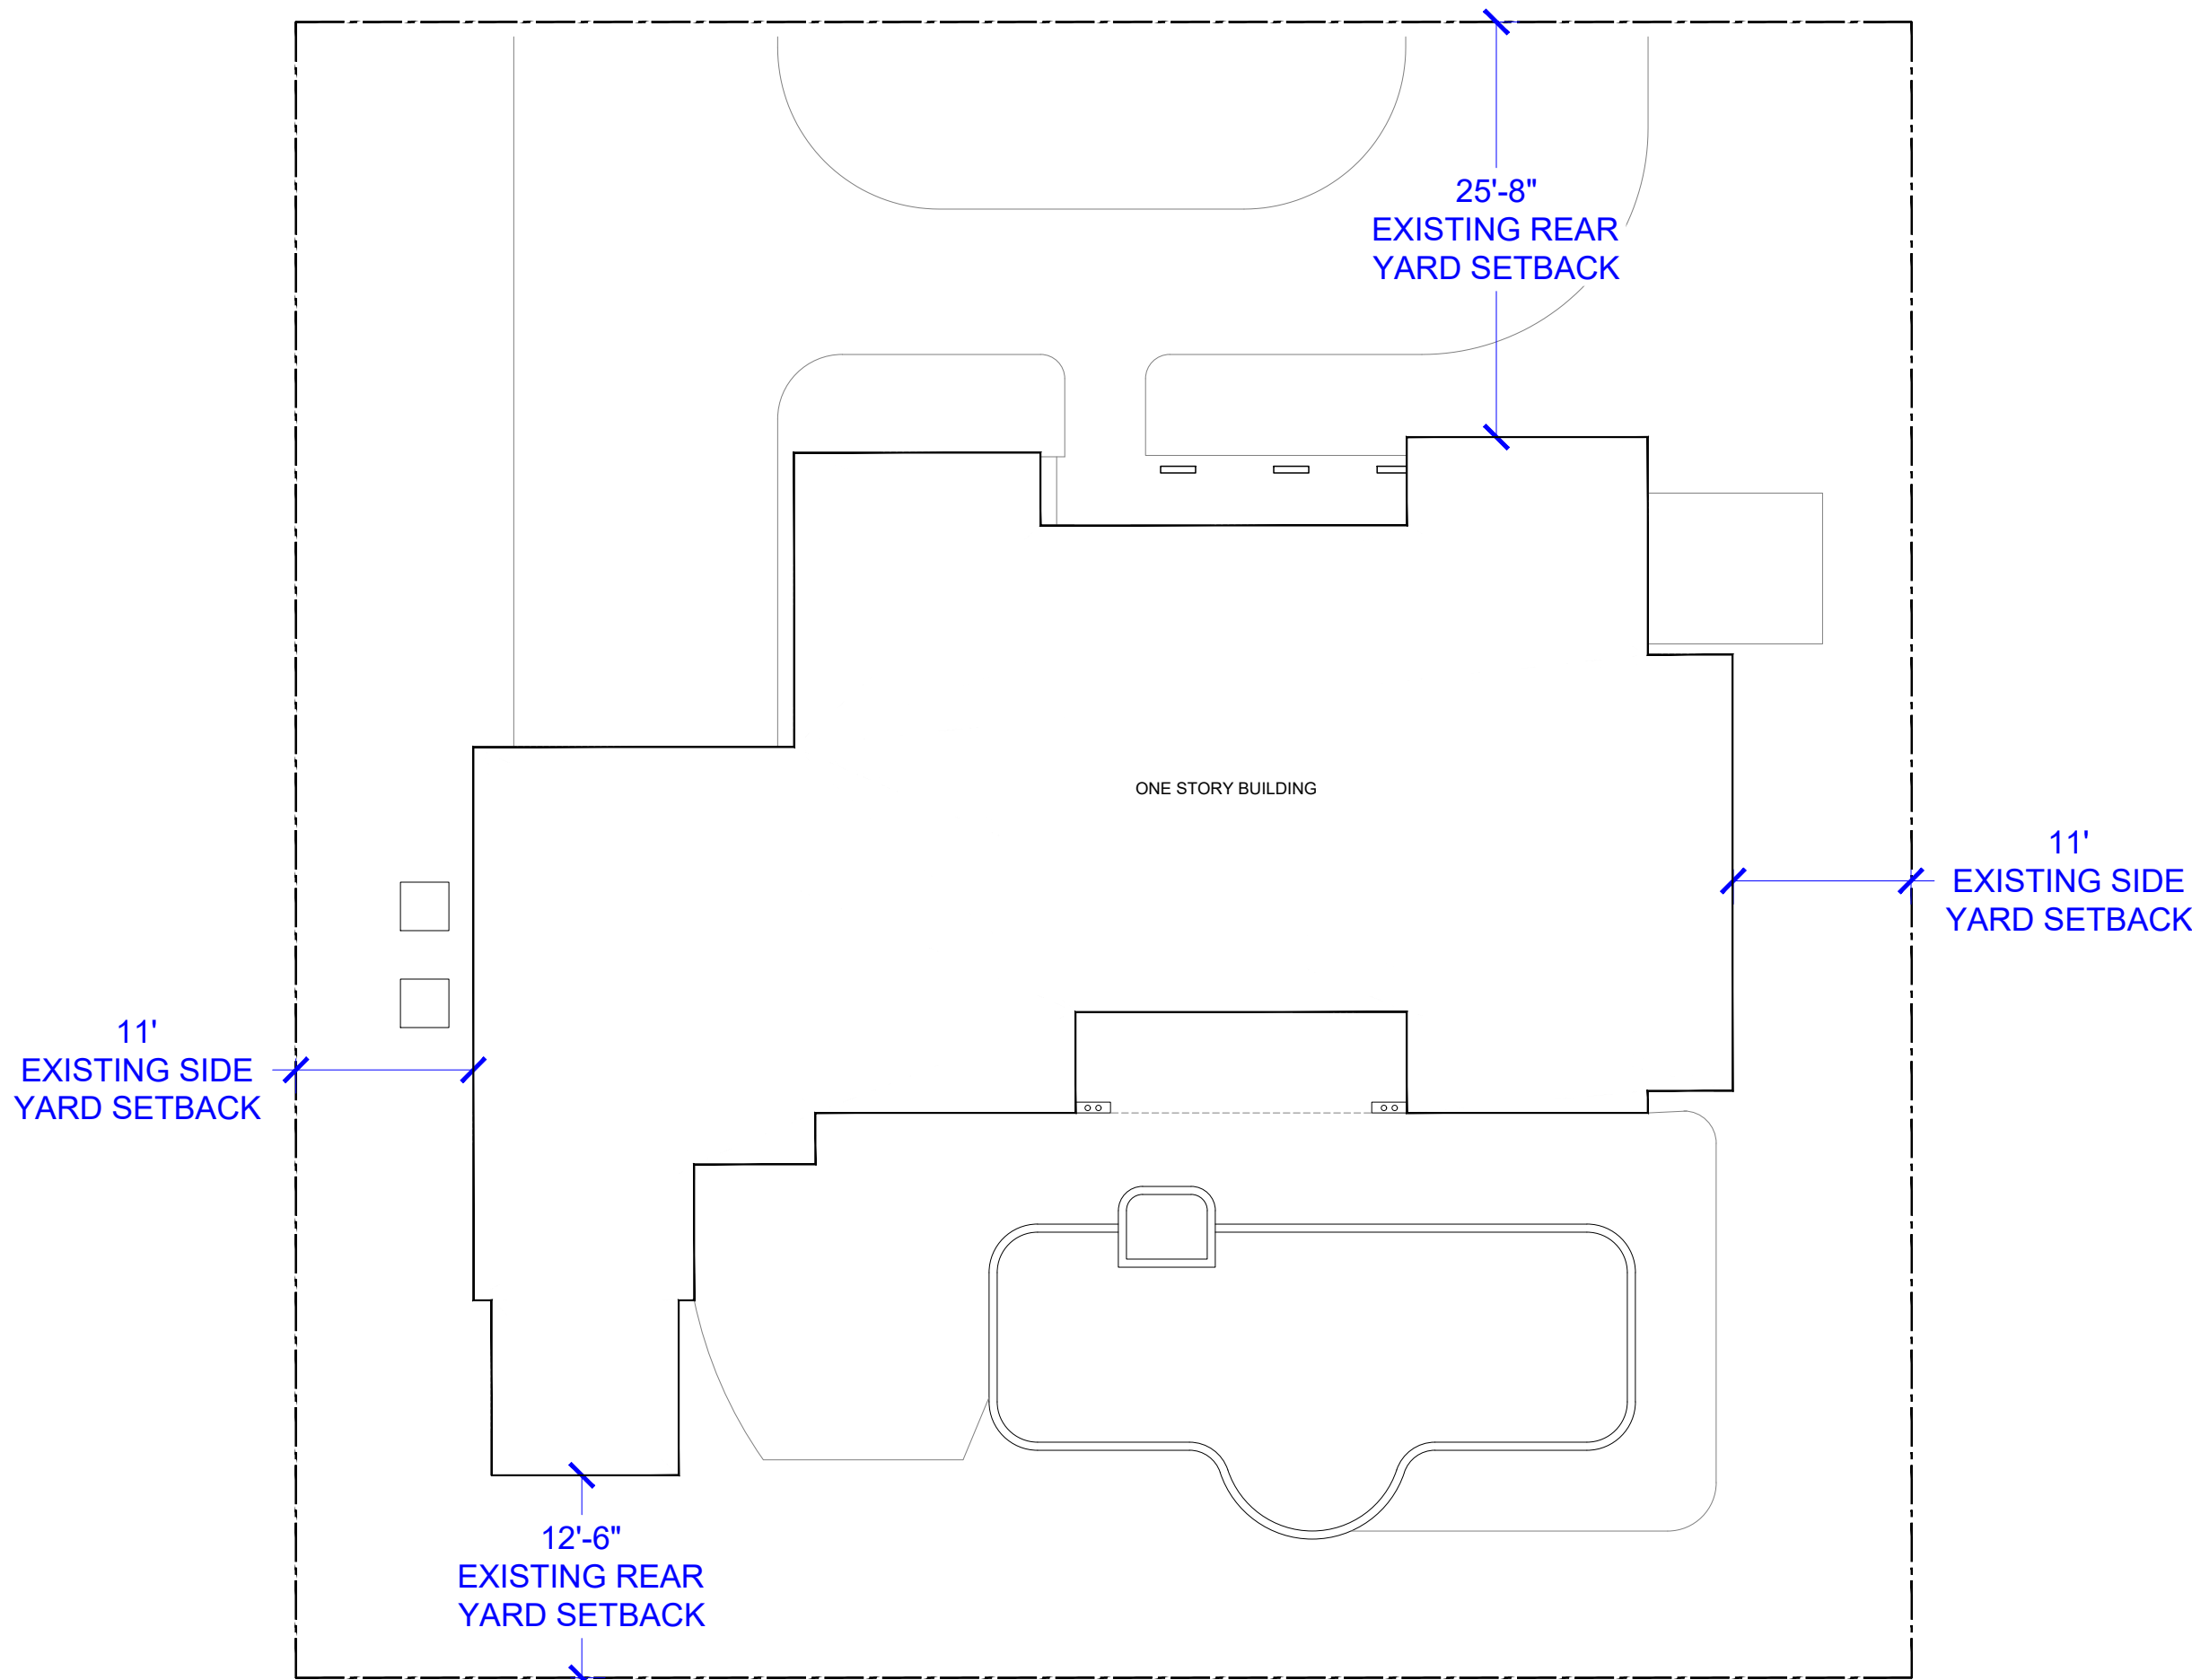 25'-8"
EXISTING REAR
YARD SETBACK
ONE STORY BUILDING
11'
EXISTING SIDE
YARD SETBACK
11'
EXISTING SIDE
YARD SETBACK
12'-6"
EXISTING REAR
YARD SETBACK